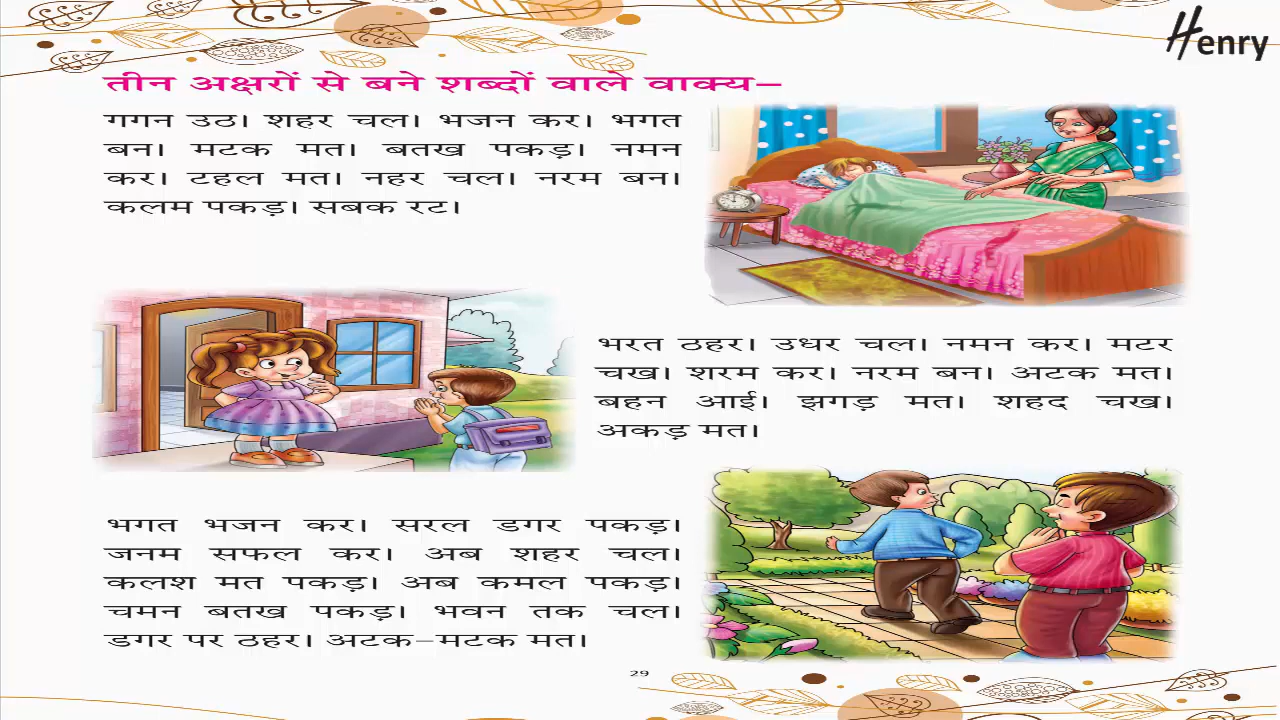 Henry
तीन अक्षरों से बने शब्दों वाले वाक्य–
गगन उठ। शहर चल। भजन कर। भगत
बन। मटक मत। बतख पकड़। नमन
कर। टहल मत। नहर चल। नरम बन।
कलम पकड़। सबक रट।
भरत ठहर। उधर चल। नमन कर। मटर
चख। शरम कर। नरम बन। अटक मत।
बहन आई। झगड़ मत। शहद चख।
अकड़ मत।
भगत भजन कर। सरल डगर पकड़।
जनम सफल कर। अब शहर चल।
कलश मत पकड़। अब कमल पकड़।
चमन बतख पकड़। भवन तक चल।
डगर पर ठहर। अटक–मटक मत।
29